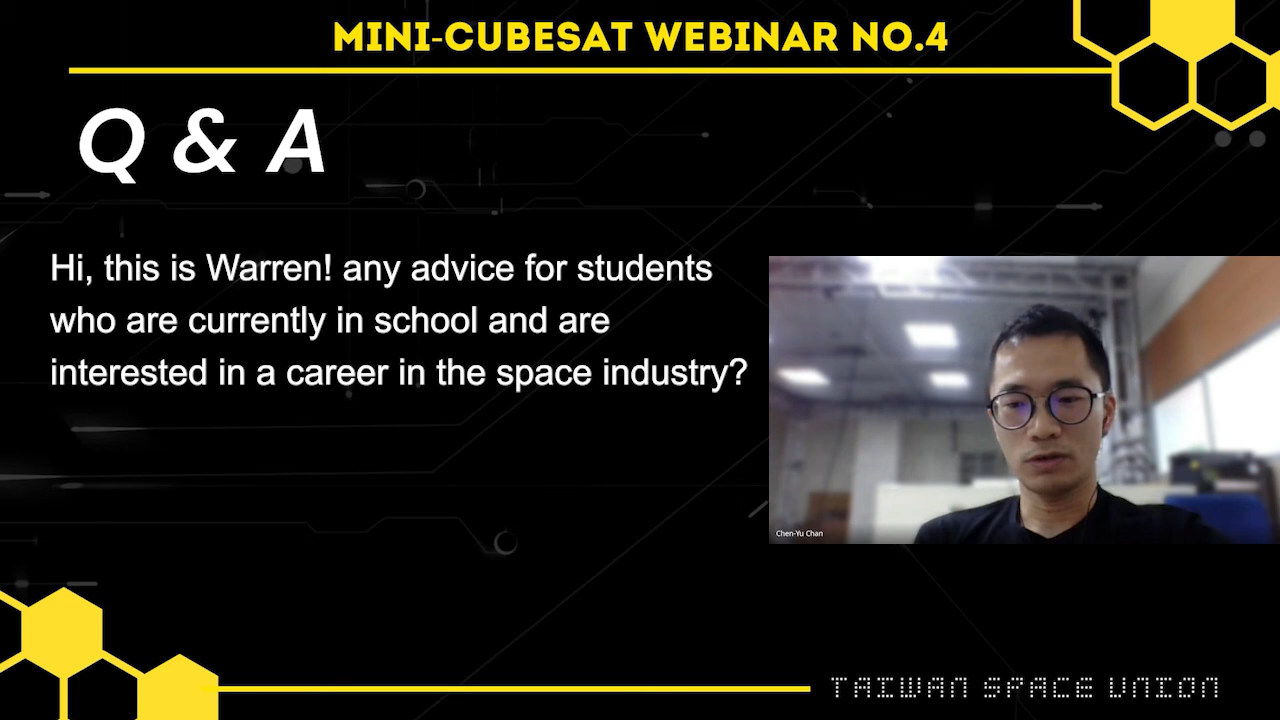 MINI-CUBESAT WEBINAR NO.4
Q & A
Hi, this is Warren! any advice for students
who are currently in school and are
interested in a career in the space industry?
Chen-Yu Chan
TAIWAN SPACE UNION